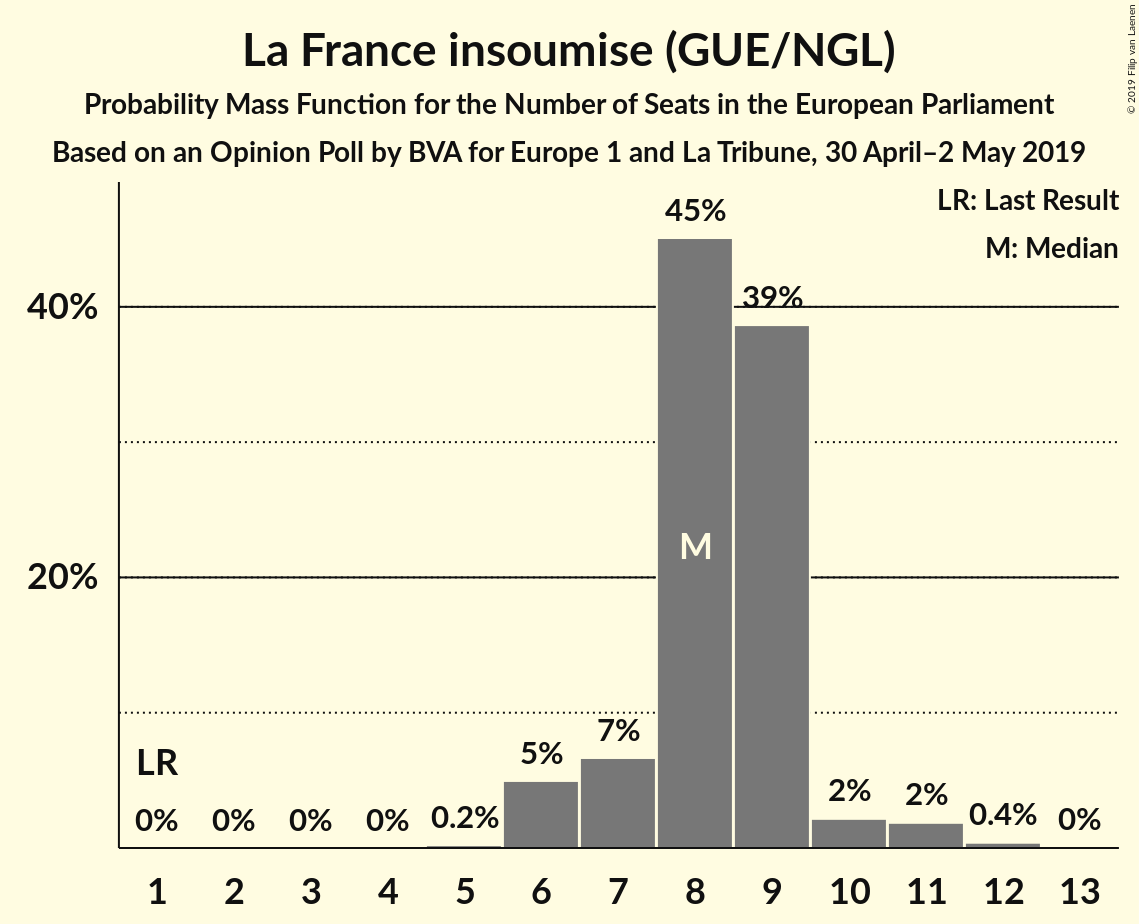 La France insoumise (GUE/NGL)
Probability Mass Function for the Number of Seats in the European Parliament
Based on an Opinion Poll by BVA for Europe 1 and La Tribune, 30 April–2 May 2019
© 2019 Filip van Laenen
LR: Last Result
M: Median
45%
39%
40%
M
20%
7%
5%
LR
2%
2%
0%
0%
0%
0%
0.2%
0.4%
0%
1 2 3 4 5 6 7 8 9 10 11 12 13